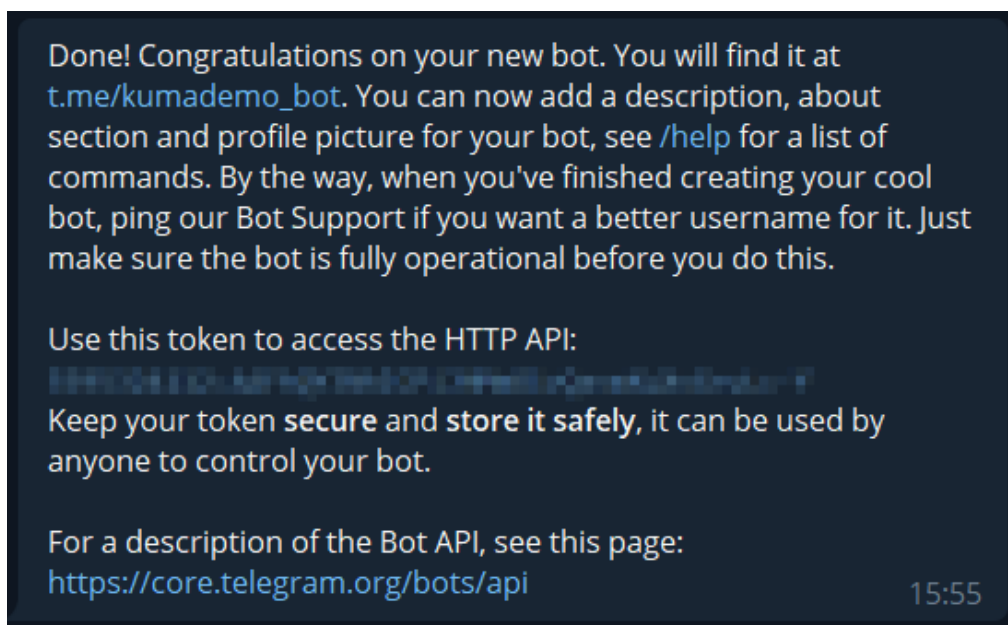 Done! Congratulations on your new bot. You will find it at
t.me/kumademo_bot. You can now add a description, about
section and profile picture for your bot, see /help for a list of
commands. By the way, when you've finished creating your cool
bot, ping our Bot Support if you want a better username for it. Just
make sure the bot is fully operational before you do this.
Use this token to access the HTTP API:
Keep your token secure and store it safely, it can be used by
anyone to control your bot.
For a description of the Bot API, see this page:
https://core.telegram.org/bots/api
15:55